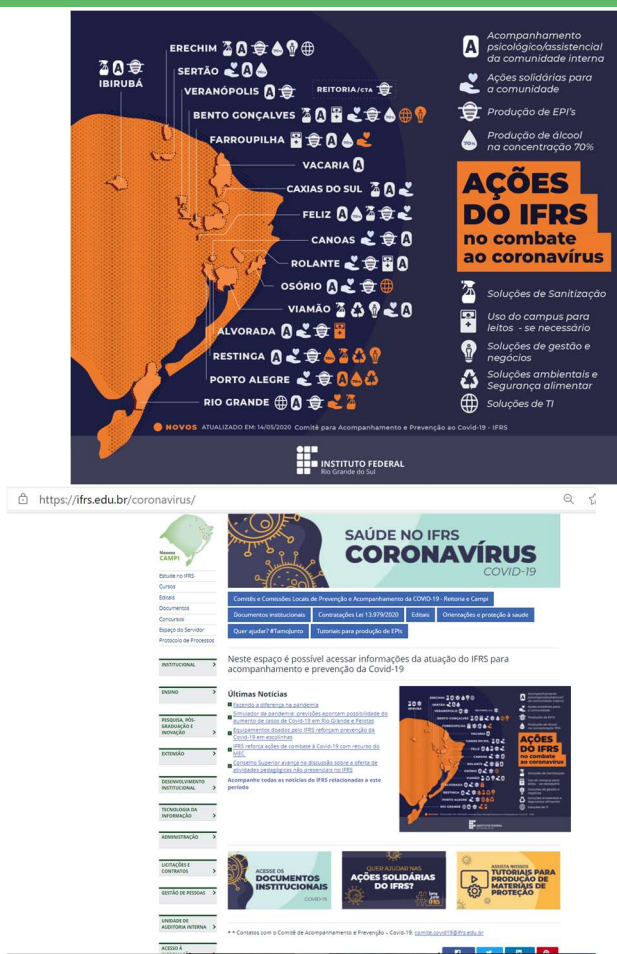 ERECHIM
IBIRUBÁ
SERTÃO
VERANÓPOLIS
REITORIA/CTA
BENTO GONÇALVES
FARROUPILHA
VACARIA
CAXIAS DO SUL
FELIZ
CANOAS
ROLANTE
OSÓRIO
VIAMÃO
ALVORADA
RESTINGA
PORTO ALEGRE
RIO GRANDE
NOVOS ATUALIZADO EM: 14/05/2020 Comitê para Acompanhamento e Prevenção ao Covid-19 - IFRS
A Acompanhamento
psicológico/assistencial
da comunidade interna
Ações solidárias para
a comunidade
Produção de EPI's
70% Produção de álcool
na concentração 70%
AÇÕES
DO IFRS
no combate
ao coronavírus
Soluções de Sanitização
Uso do campus para
leitos - se necessário
Soluções de gestão e
negócios
Soluções ambientais e
Segurança alimentar
Soluções de TI
INSTITUTO FEDERAL
Rio Grande do Sul
https://ifrs.edu.br/coronavirus/
Nossos
CAMPI
Estude no IFRS
Cursos
Editais
Documentos
Concursos
Espaço do Servidor
Protocolo de Processos
INSTITUCIONAL
ENSINO
PESQUISA, PÓS-
GRADUAÇÃO E
INOVAÇÃO
EXTENSÃO
DESENVOLVIMENTO
INSTITUCIONAL
TECNOLOGIA DA
INFORMAÇÃO
ADMINISTRAÇÃO
LICITAÇÕES E
CONTRATOS
GESTÃO DE PESSOAS
UNIDADE DE
AUDITORIA INTERNA
ACESSO À
SAÚDE NO IFRS
CORONAVÍRUS
COVID-19
Comitês e Comissões Locais de Prevenção e Acompanhamento da COVID-19 - Reitoria e Campi
Documentos institucionais Contratações Lei 13.979/2020 Editais Orientações e proteção à saúde
Quer ajudar? #TamoJunto Tutoriais para produção de EPIs
Neste espaço é possível acessar informações da atuação do IFRS para
acompanhamento e prevenção da Covid-19
Últimas Notícias
Fazendo a diferença na pandemia
Simulador da pandemia: previsões apontam possibilidade do
aumento de casos de Covid-19 em Rio Grande e Pelotas
Equipamentos doados pelo IFRS reforçam prevenção da
Covid-19 em escolinhas
IFRS reforça ações de combate à Covid-19 com recurso do
MEC
Conselho Superior avança na discussão sobre a oferta de
atividades pedagógicas não presenciais no IFRS
Acompanhe todas as notícias do IFRS relacionadas a este
período
AÇÕES
DO IFRS
no combate
ao coronavírus
ACESSE OS
DOCUMENTOS
INSTITUCIONAIS
COVID-19
QUER AJUDAR NAS
AÇÕES SOLIDÁRIAS
DO IFRS?
ASSISTA NOSSOS
TUTORIAIS PARA
PRODUÇÃO DE
MATERIAIS DE
PROTEÇÃO
* * Contatos com o Comitê de Acompanhamento e Prevenção - Covid-19: comite.covid19@ifrs.edu.br